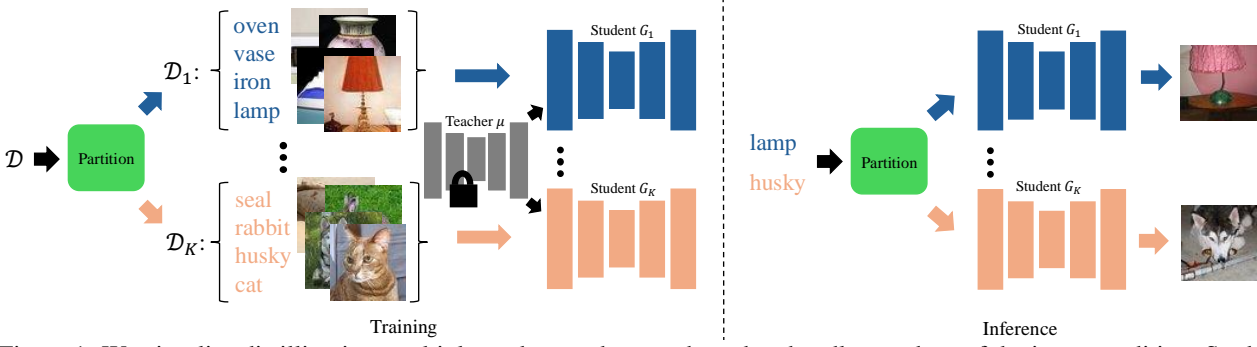 𝒟
Partition
𝒟₁:
oven
vase
iron
lamp
𝒟_K:
seal
rabbit
husky
cat
Teacher μ
Student G₁
Student G_K
Training
lamp
husky
Partition
Student G₁
Student G_K
Inference